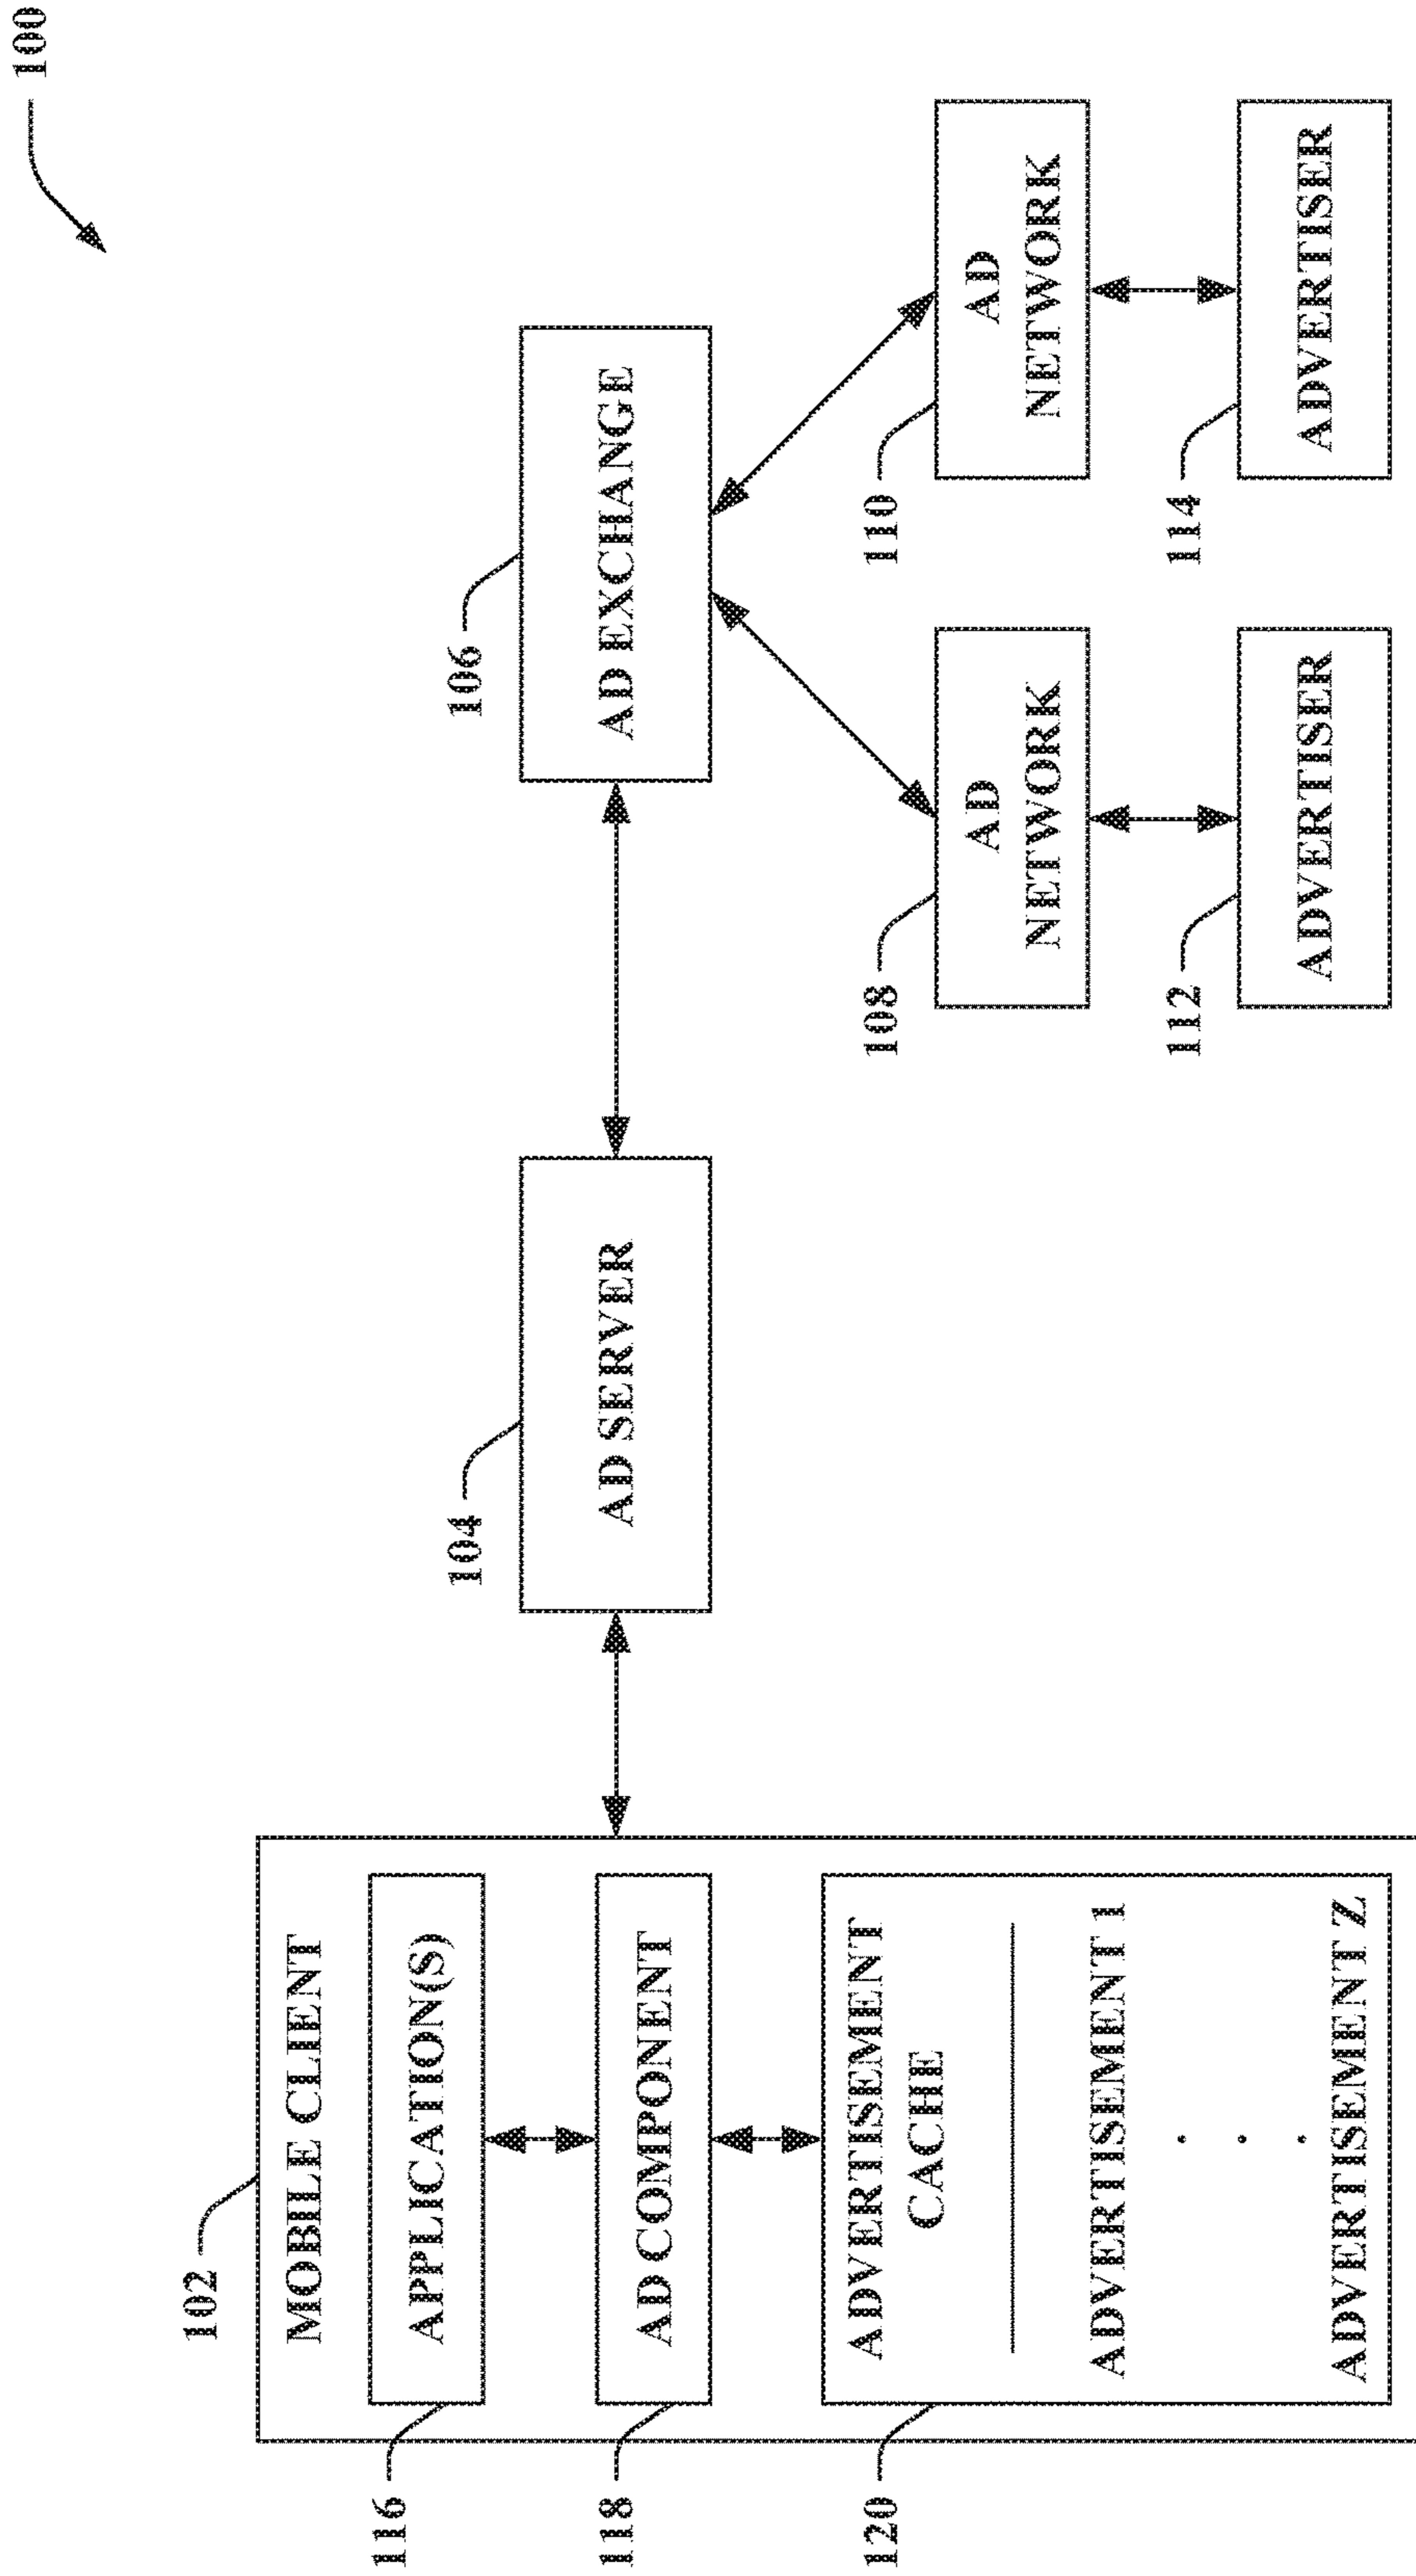 100
102
MOBILE CLIENT
116
APPLICATION(S)
118
AD COMPONENT
120
ADVERTISEMENT
CACHE
ADVERTISEMENT 1
.
.
.
ADVERTISEMENT Z
104
AD SERVER
106
AD EXCHANGE
108
AD
NETWORK
110
AD
NETWORK
112
ADVERTISER
114
ADVERTISER